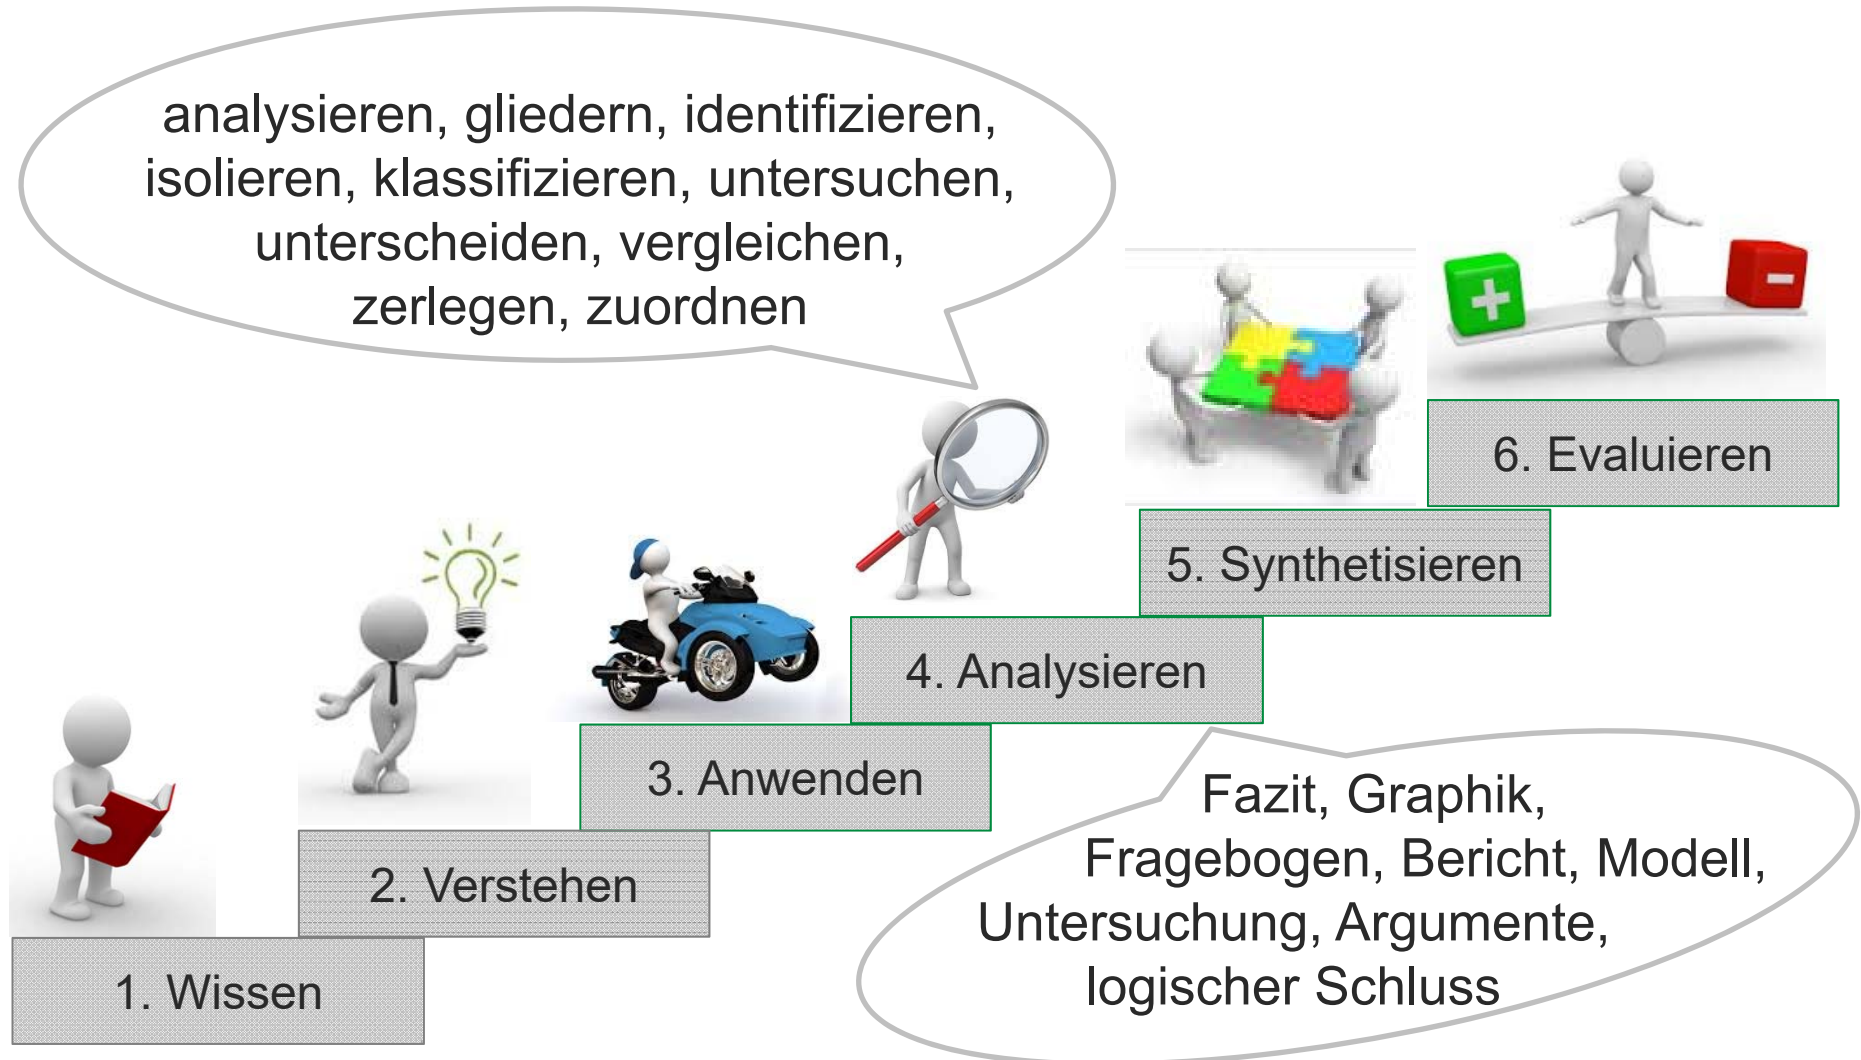 analysieren, gliedern, identifizieren,
isolieren, klassifizieren, untersuchen,
unterscheiden, vergleichen,
zerlegen, zuordnen
6. Evaluieren
5. Synthetisieren
4. Analysieren
3. Anwenden
2. Verstehen
1. Wissen
Fazit, Graphik,
Fragebogen, Bericht, Modell,
Untersuchung, Argumente,
logischer Schluss